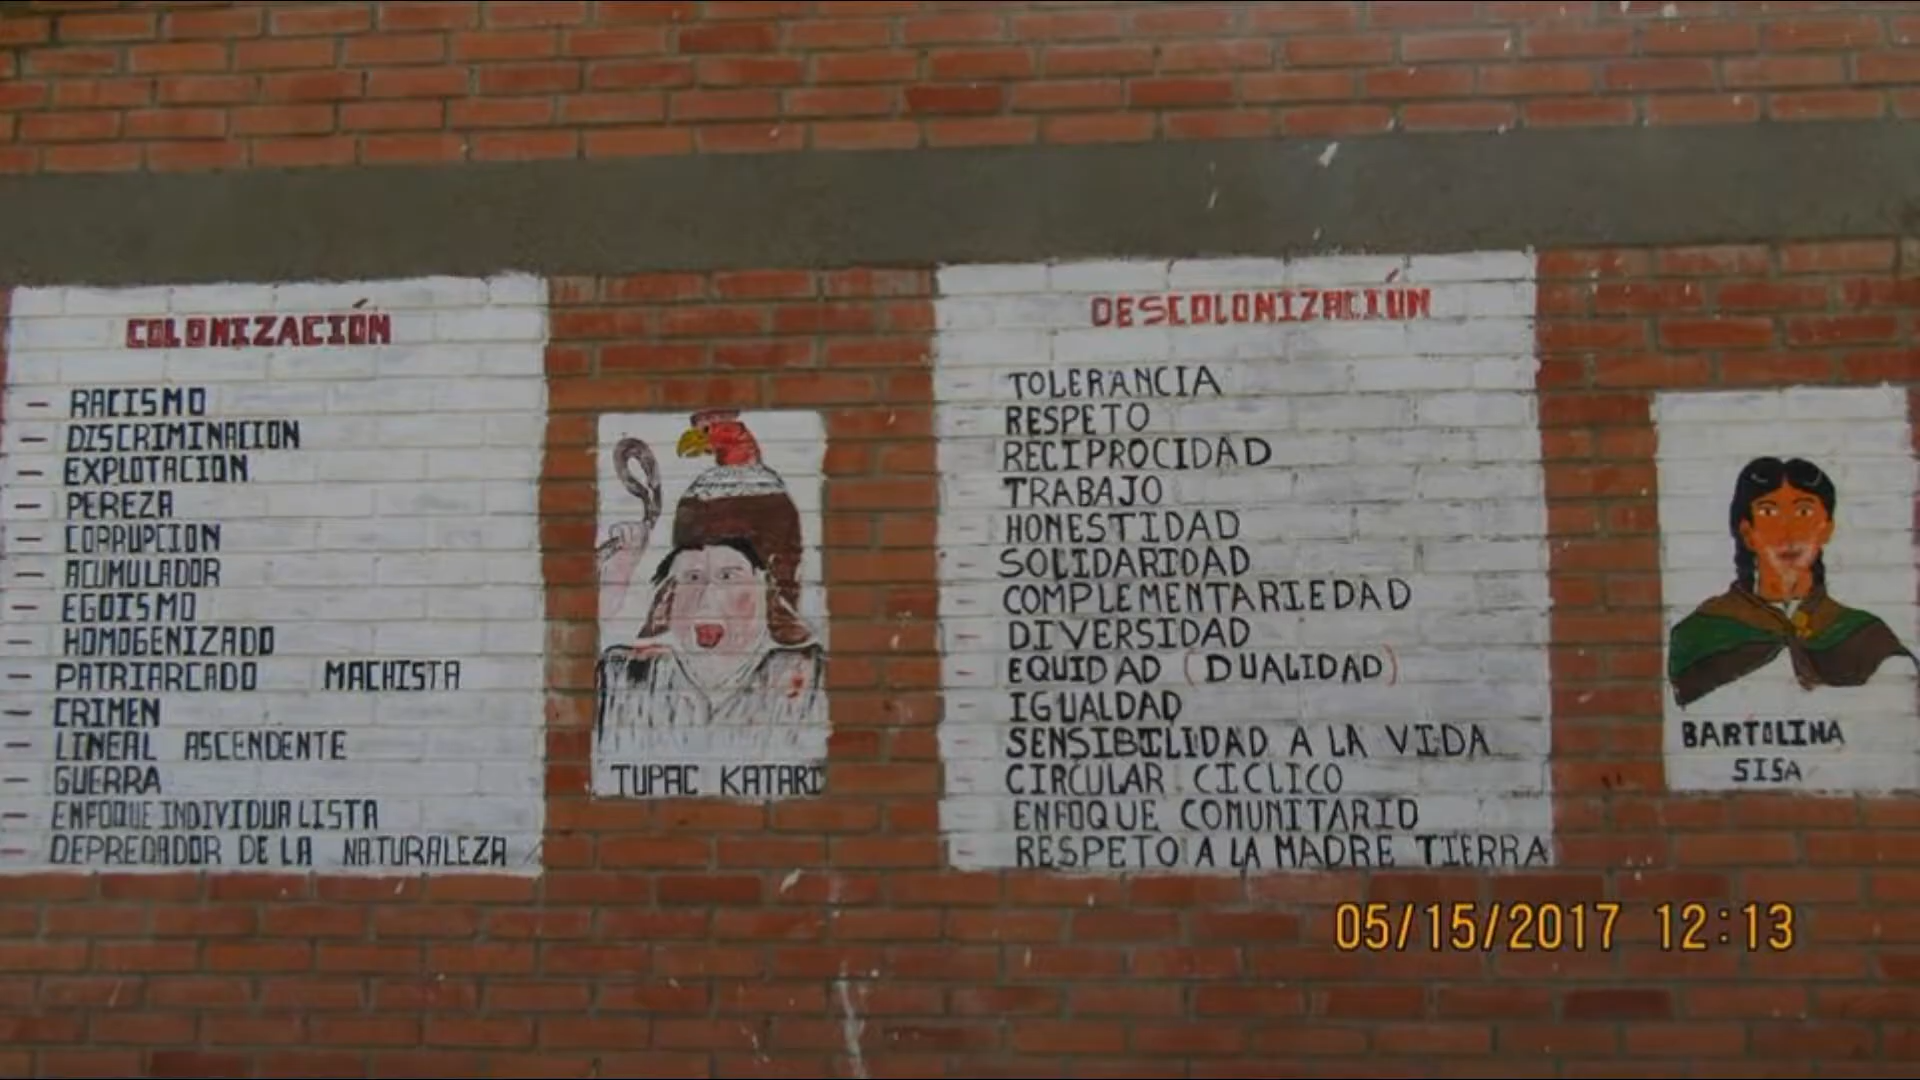 COLONIZACIÓN
- RACISMO
- DISCRIMINACION
- EXPLOTACION
- PEREZA
- CORRUPCION
- ACUMULADOR
- EGOISMO
- HOMOGENIZADO
- PATRIARCADO MACHISTA
- CRIMEN
- LINEAL ASCENDENTE
- GUERRA
- ENFOQUE INDIVIDUALISTA
- DEPREDADOR DE LA NATURALEZA
TUPAC KATARI
DESCOLONIZACIÓN
- TOLERANCIA
- RESPETO
- RECIPROCIDAD
- TRABAJO
- HONESTIDAD
- SOLIDARIDAD
- COMPLEMENTARIEDAD
- DIVERSIDAD
- EQUIDAD (DUALIDAD)
- IGUALDAD
- SENSIBILIDAD A LA VIDA
- CIRCULAR CICLICO
- ENFOQUE COMUNITARIO
- RESPETO A LA MADRE TIERRA
BARTOLINA
SISA
05/15/2017 12:13